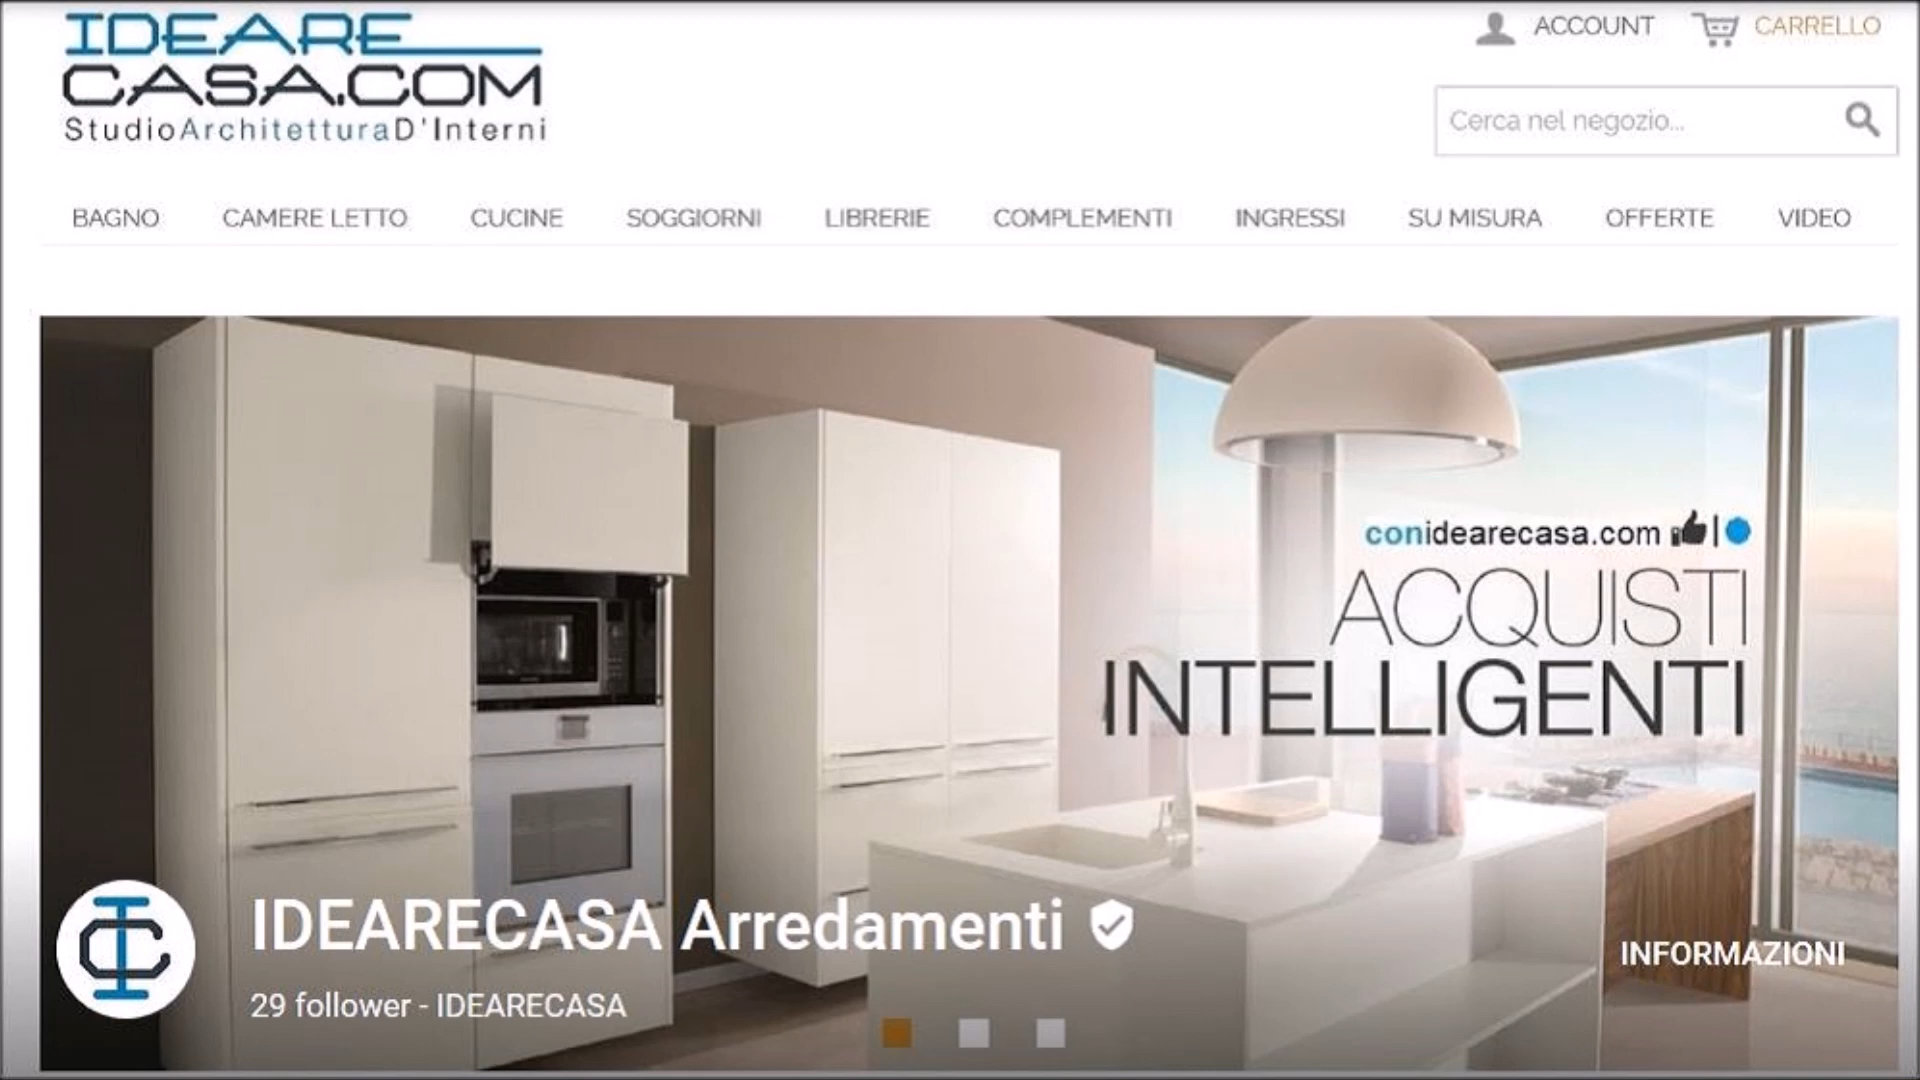 IDEARE
CASA.COM
StudioArchitetturaD'Interni
ACCOUNT
CARRELLO
Cerca nel negozio...
BAGNO
CAMERE LETTO
CUCINE
SOGGIORNI
LIBRERIE
COMPLEMENTI
INGRESSI
SU MISURA
OFFERTE
VIDEO
conidearecasa.com
ACQUISTI
INTELLIGENTI
IDEARECASA Arredamenti
29 follower - IDEARECASA
INFORMAZIONI
IC